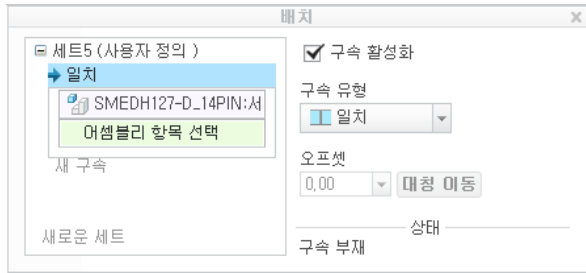 배치
세트5 (사용자 정의 )
일치
SMEDH127-D_14PIN:서
어셈블리 항목 선택
새 구속
새로운 세트
구속 활성화
구속 유형
일치
오프셋
0,00
대칭 이동
상태
구속 부재